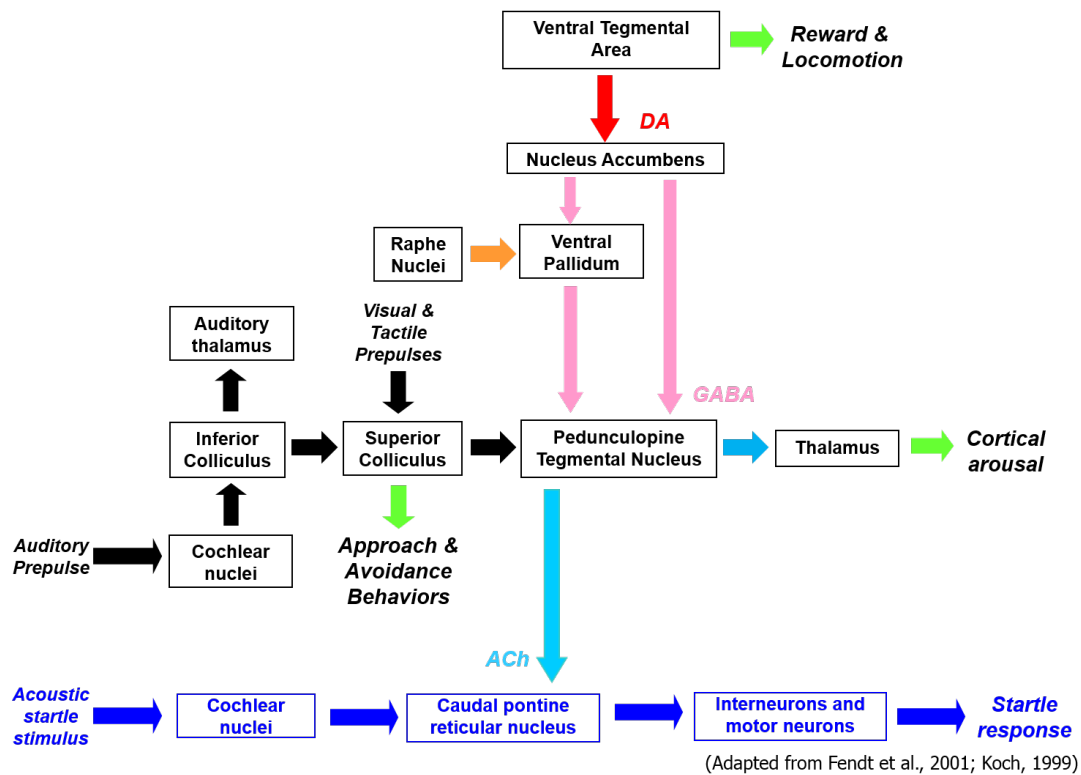 Ventral Tegmental
Area
Reward &
Locomotion
DA
Nucleus Accumbens
Raphe
Nuclei
Ventral
Pallidum
Auditory
thalamus
Visual &
Tactile
Prepulses
GABA
Inferior
Colliculus
Superior
Colliculus
Pedunculopine
Tegmental Nucleus
Thalamus
Cortical
arousal
Auditory
Prepulse
Cochlear
nuclei
Approach &
Avoidance
Behaviors
ACh
Acoustic
startle
stimulus
Cochlear
nuclei
Caudal pontine
reticular nucleus
Interneurons and
motor neurons
Startle
response
(Adapted from Fendt et al., 2001; Koch, 1999)